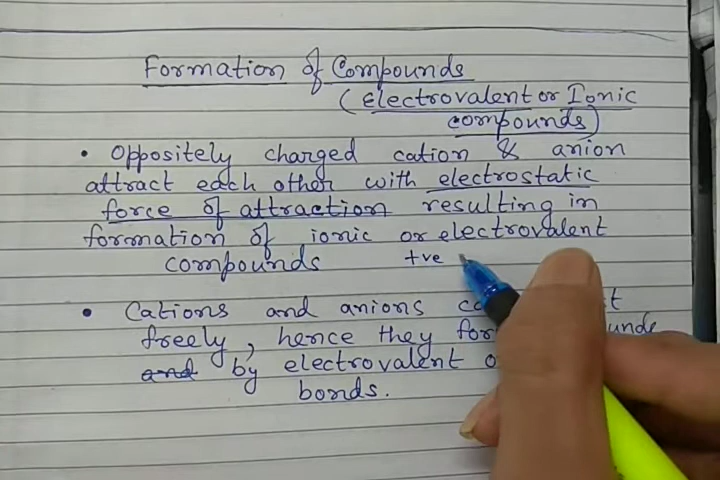 Formation of Compounds
(Electrovalent or Ionic
compounds)
• Oppositely charged cation & anion
attract each other with electrostatic
force of attraction resulting in
formation of ionic or electrovalent
compounds +ve
• Cations and anions
freely, hence they
and by electrovalent
bonds.